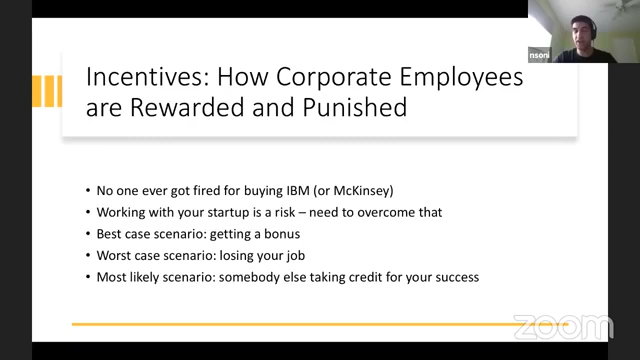 nsoni
Incentives: How Corporate Employees
are Rewarded and Punished
• No one ever got fired for buying IBM (or McKinsey)
• Working with your startup is a risk – need to overcome that
• Best case scenario: getting a bonus
• Worst case scenario: losing your job
• Most likely scenario: somebody else taking credit for your success
zoom